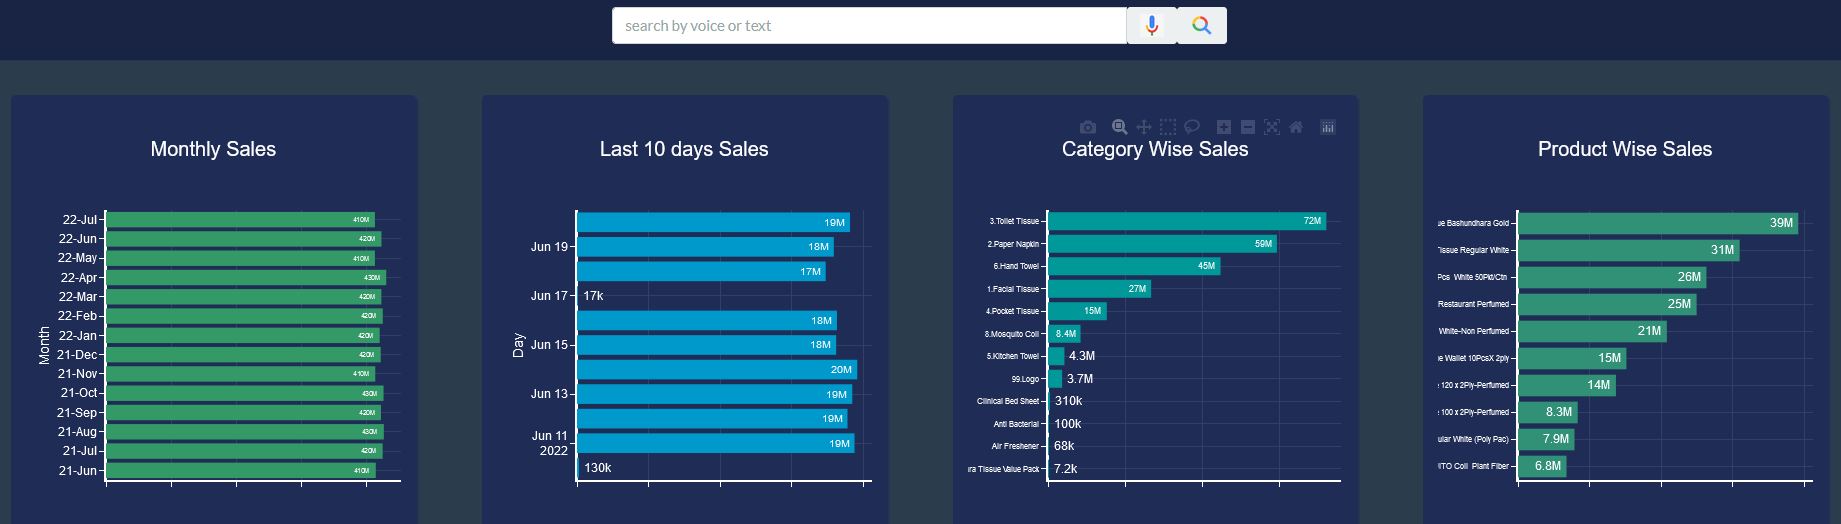 search by voice or text
Monthly Sales
Month
22-Jul 410M
22-Jun 420M
22-May 410M
22-Apr 430M
22-Mar 420M
22-Feb 420M
22-Jan 420M
21-Dec 420M
21-Nov 410M
21-Oct 430M
21-Sep 420M
21-Aug 430M
21-Jul 420M
21-Jun 410M
Last 10 days Sales
Day
19M
Jun 19 18M
17M
Jun 17 17k
18M
Jun 15 18M
20M
Jun 13 19M
19M
Jun 11
2022 19M
130k
Category Wise Sales
3.Toilet Tissue 72M
2.Paper Napkin 59M
6.Hand Towel 45M
1.Facial Tissue 27M
4.Pocket Tissue 15M
8.Mosquito Coil 8.4M
5.Kitchen Towel 4.3M
99.Logo 3.7M
Clinical Bed Sheet 310k
Anti Bacterial 100k
Air Freshener 68k
ra Tissue Value Pack 7.2k
Product Wise Sales
ue Bashundhara Gold 39M
Tissue Regular White 31M
Pcs White 50Pkt/Ctn 26M
Restaurant Perfumed 25M
White-Non Perfumed 21M
e Wallet 10PcsX 2ply 15M
120 x 2Ply-Perfumed 14M
100 x 2Ply-Perfumed 8.3M
ular White (Poly Pac) 7.9M
ITO Coil Plant Fiber 6.8M